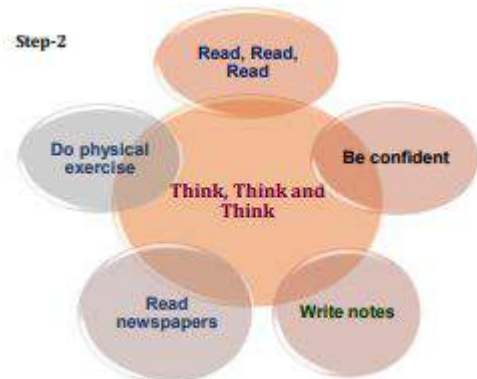 Step-2
Read, Read,
Read
Do physical
exercise
Be confident
Think, Think and
Think
Read
newspapers
Write notes